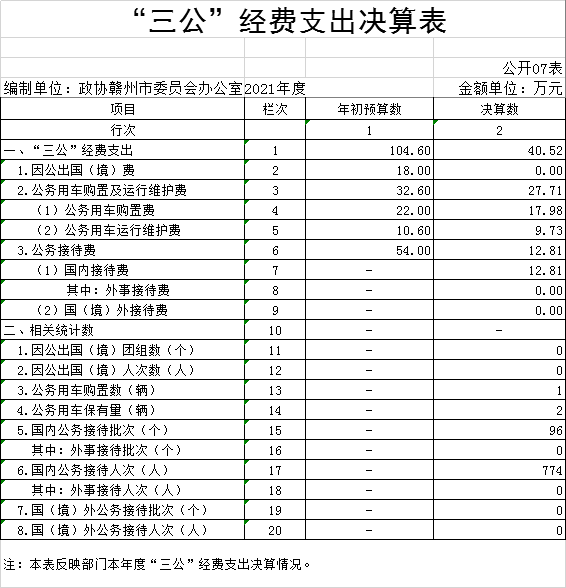 “三公”经费支出决算表
公开07表
编制单位：政协赣州市委员会办公室2021年度 金额单位：万元
项目 栏次 年初预算数 决算数
行次 1 2
一、“三公”经费支出 1 104.60 40.52
1.因公出国（境）费 2 18.00 0.00
2.公务用车购置及运行维护费 3 32.60 27.71
（1）公务用车购置费 4 22.00 17.98
（2）公务用车运行维护费 5 10.60 9.73
3.公务接待费 6 54.00 12.81
（1）国内接待费 7 - 12.81
其中：外事接待费 8 - 0.00
（2）国（境）外接待费 9 - 0.00
二、相关统计数 10 - -
1.因公出国（境）团组数（个） 11 - 0
2.因公出国（境）人次数（人） 12 - 0
3.公务用车购置数（辆） 13 - 1
4.公务用车保有量（辆） 14 - 2
5.国内公务接待批次（个） 15 - 96
其中：外事接待批次（个） 16 - 0
6.国内公务接待人次（人） 17 - 774
其中：外事接待人次（人） 18 - 0
7.国（境）外公务接待批次（个） 19 - 0
8.国（境）外公务接待人次（人） 20 - 0
注：本表反映部门本年度“三公”经费支出决算情况。